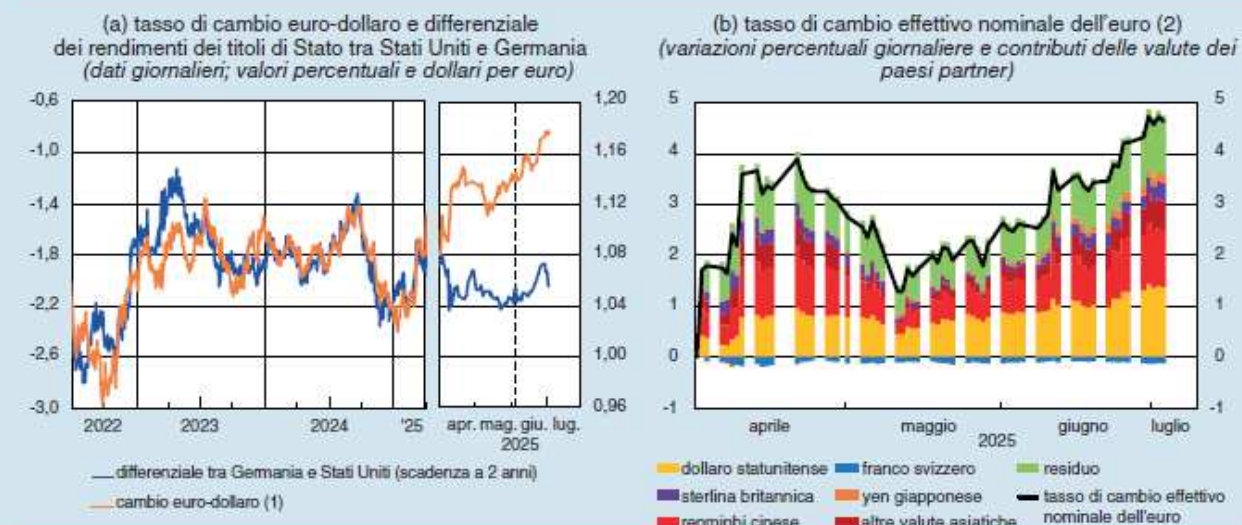 (a) tasso di cambio euro-dollaro e differenziale
dei rendimenti dei titoli di Stato tra Stati Uniti e Germania
(dati giornalieri; valori percentuali e dollari per euro)
-0,6
-1,0
-1,4
-1,8
-2,2
-2,6
-3,0
1,20
1,16
1,12
1,08
1,04
1,00
0,96
2022 2023 2024 '25
apr. mag. giu. lug.
2025
differenziale tra Germania e Stati Uniti (scadenza a 2 anni)
cambio euro-dollaro (1)
(b) tasso di cambio effettivo nominale dell'euro (2)
(variazioni percentuali giornaliere e contributi delle valute dei
paesi partner)
5
4
3
2
1
0
-1
5
4
3
2
1
0
-1
aprile maggio giugno luglio
2025
dollaro statunitense franco svizzero residuo
sterlina britannica yen giapponese tasso di cambio effettivo
nominale dell'euro
renminbi cinese altre valute asiatiche